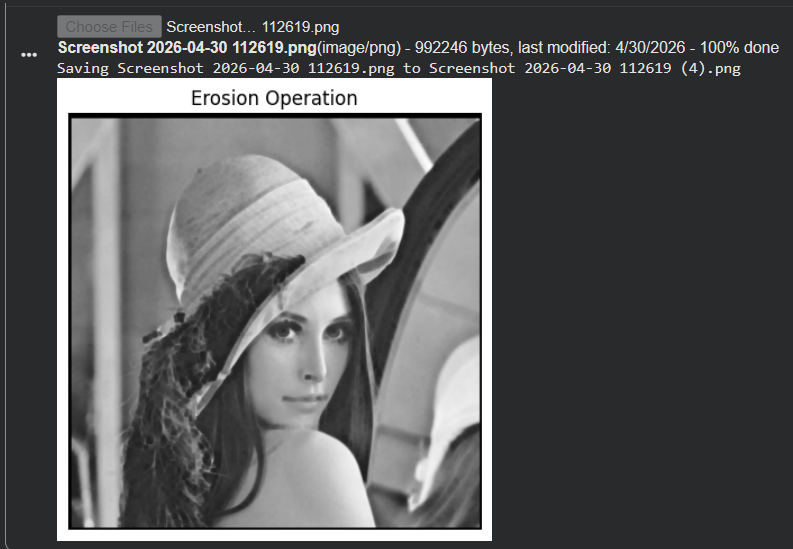 Choose Files Screenshot... 112619.png
Screenshot 2026-04-30 112619.png(image/png) - 992246 bytes, last modified: 4/30/2026 - 100% done
Saving Screenshot 2026-04-30 112619.png to Screenshot 2026-04-30 112619 (4).png
Erosion Operation